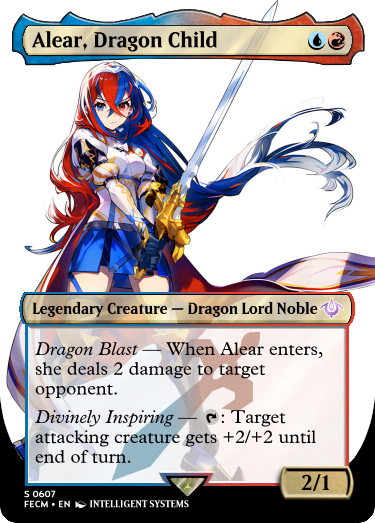 Alear, Dragon Child
Legendary Creature — Dragon Lord Noble
Dragon Blast — When Alear enters,
she deals 2 damage to target
opponent.
Divinely Inspiring — : Target
attacking creature gets +2/+2 until
end of turn.
2/1
S 0607
FECM • EN INTELLIGENT SYSTEMS